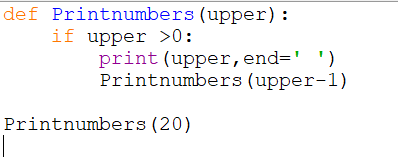 def Printnumbers(upper):
    if upper >0:
        print(upper,end=' ')
        Printnumbers(upper-1)

Printnumbers(20)